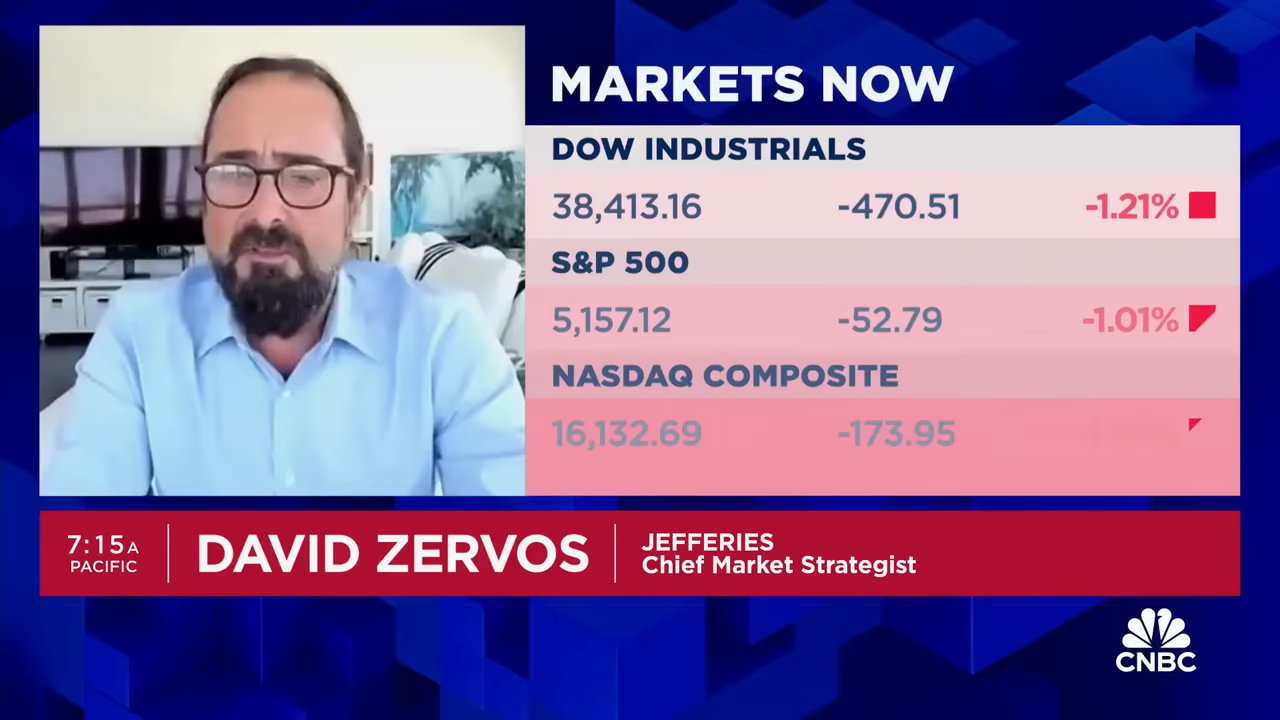 MARKETS NOW
DOW INDUSTRIALS
38,413.16 -470.51 -1.21%
S&P 500
5,157.12 -52.79 -1.01%
NASDAQ COMPOSITE
16,132.69 -173.95
7:15A
PACIFIC
DAVID ZERVOS
JEFFERIES
Chief Market Strategist
CNBC